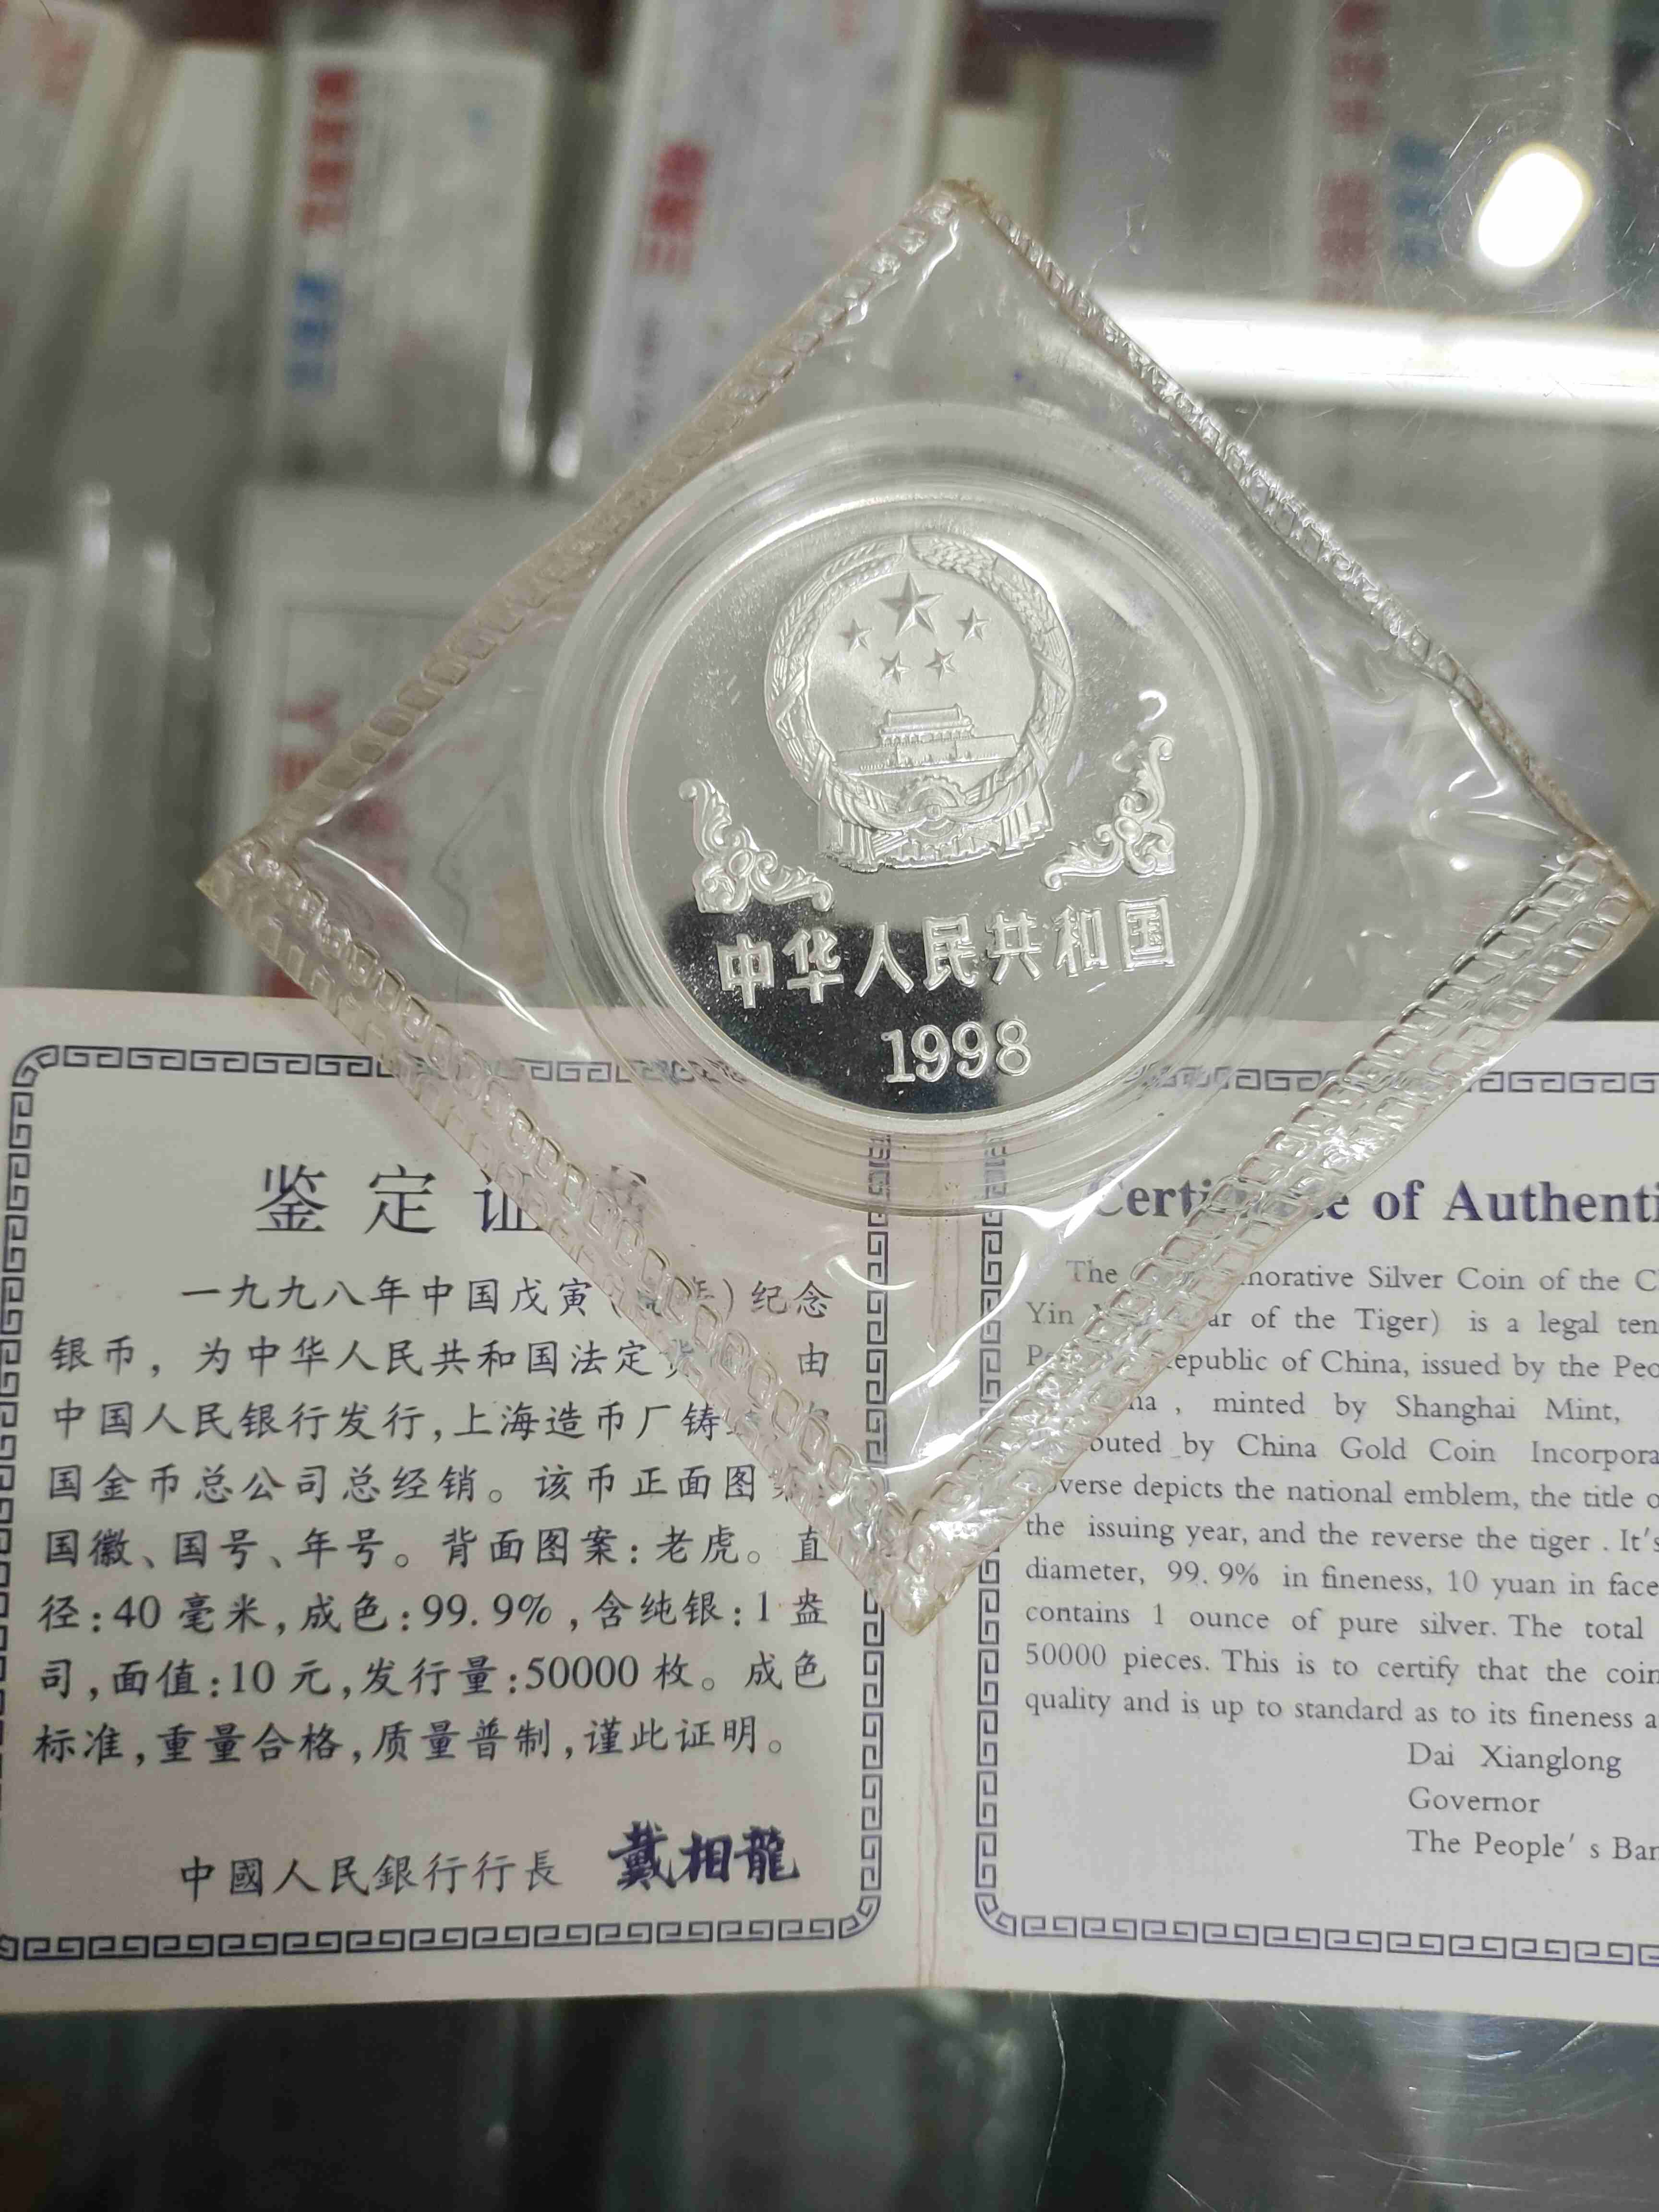 中华人民共和国
1998
鉴定证书
一九九八年中国戊寅(虎年)纪念
银币，为中华人民共和国法定货 由
中国人民银行发行,上海造币厂铸
国金币总公司总经销。该币正面图案:
国徽、国号、年号。背面图案:老虎。直
径:40毫米,成色:99.9%,含纯银:1盎
司,面值:10元,发行量:50000枚。成色
标准,重量合格,质量普制,谨此证明。
中國人民銀行行長 戴相龍
of Authenti
The Silver Coin of the C
Yin of the Tiger) is a legal ten
Republic of China, issued by the Peo
minted by Shanghai Mint,
by China Gold Coin Incorpora
depicts the national emblem, the title o
the issuing year, and the reverse the tiger. It's
diameter, 99.9% in fineness, 10 yuan in face
contains 1 ounce of pure silver. The total
50000 pieces. This is to certify that the coin
quality and is up to standard as to its fineness a
Dai Xianglong
Governor
The People's Ban